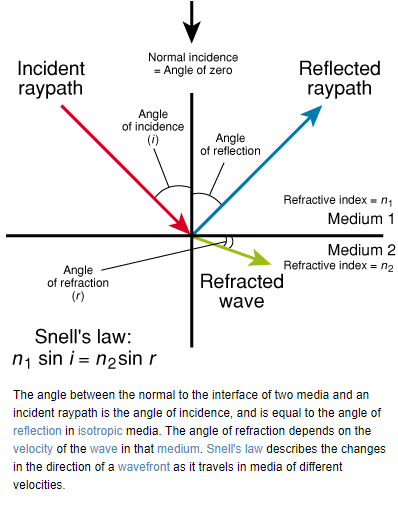 Normal incidence
= Angle of zero
Incident
raypath
Reflected
raypath
Angle
of incidence
(i)
Angle
of reflection
Refractive index = n1
Medium 1
Medium 2
Refractive index = n2
Angle
of refraction
(r)
Refracted
wave
Snell's law:
n1 sin i = n2 sin r
The angle between the normal to the interface of two media and an
incident raypath is the angle of incidence, and is equal to the angle of
reflection in isotropic media. The angle of refraction depends on the
velocity of the wave in that medium. Snell's law describes the changes
in the direction of a wavefront as it travels in media of different
velocities.